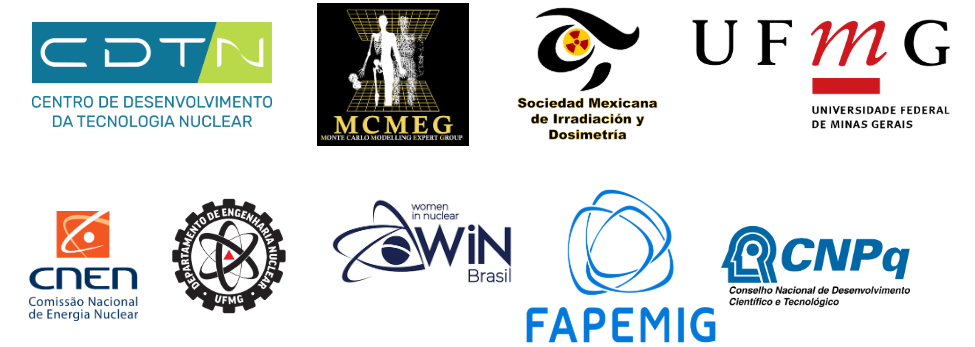 CDTN
CENTRO DE DESENVOLVIMENTO
DA TECNOLOGIA NUCLEAR
MCMEG
MONTE CARLO MODELLING EXPERT GROUP
Sociedad Mexicana
de Irradiación y
Dosimetría
UFmG
UNIVERSIDADE FEDERAL
DE MINAS GERAIS
CNEN
Comissão Nacional
de Energia Nuclear
DEPARTAMENTO DE ENGENHARIA NUCLEAR
• UFMG •
women
in nuclear
WiN
Brasil
FAPEMIG
CNPq
Conselho Nacional de Desenvolvimento
Científico e Tecnológico